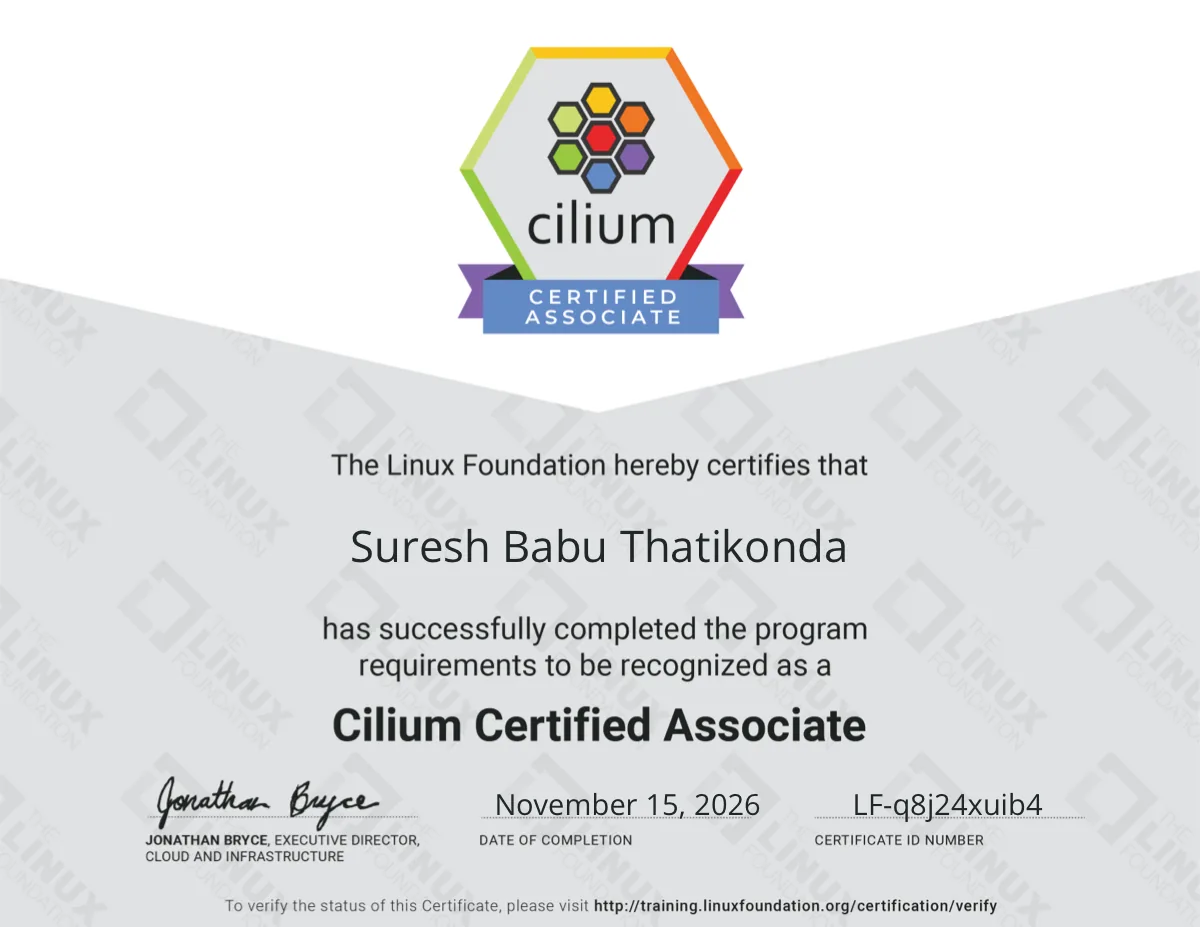 cilium
CERTIFIED
ASSOCIATE
The Linux Foundation hereby certifies that
Suresh Babu Thatikonda
has successfully completed the program
requirements to be recognized as a
Cilium Certified Associate
Jonathan Bryce
November 15, 2026
LF-q8j24xuib4
JONATHAN BRYCE, EXECUTIVE DIRECTOR,
CLOUD AND INFRASTRUCTURE
DATE OF COMPLETION
CERTIFICATE ID NUMBER
To verify the status of this Certificate, please visit http://training.linuxfoundation.org/certification/verify
THE
LINUX
FOUNDATION